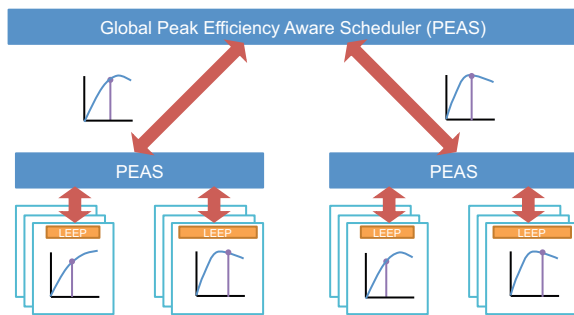 Global Peak Efficiency Aware Scheduler (PEAS)
PEAS
PEAS
LEEP
LEEP
LEEP
LEEP